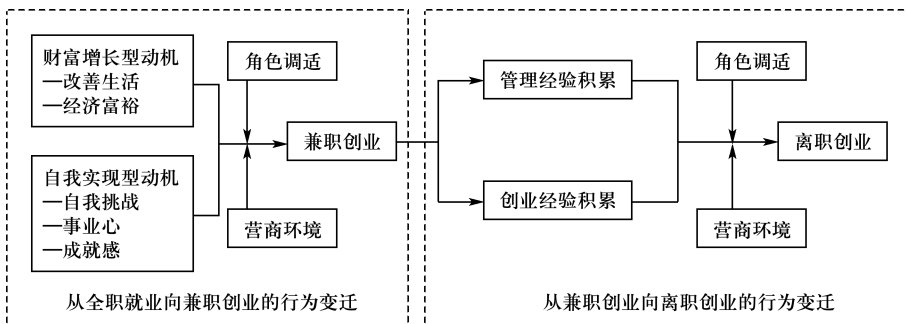 财富增长型动机
—改善生活
—经济富裕
自我实现型动机
—自我挑战
—事业心
—成就感
角色调适
营商环境
兼职创业
从全职就业向兼职创业的行为变迁
管理经验积累
创业经验积累
角色调适
营商环境
离职创业
从兼职创业向离职创业的行为变迁